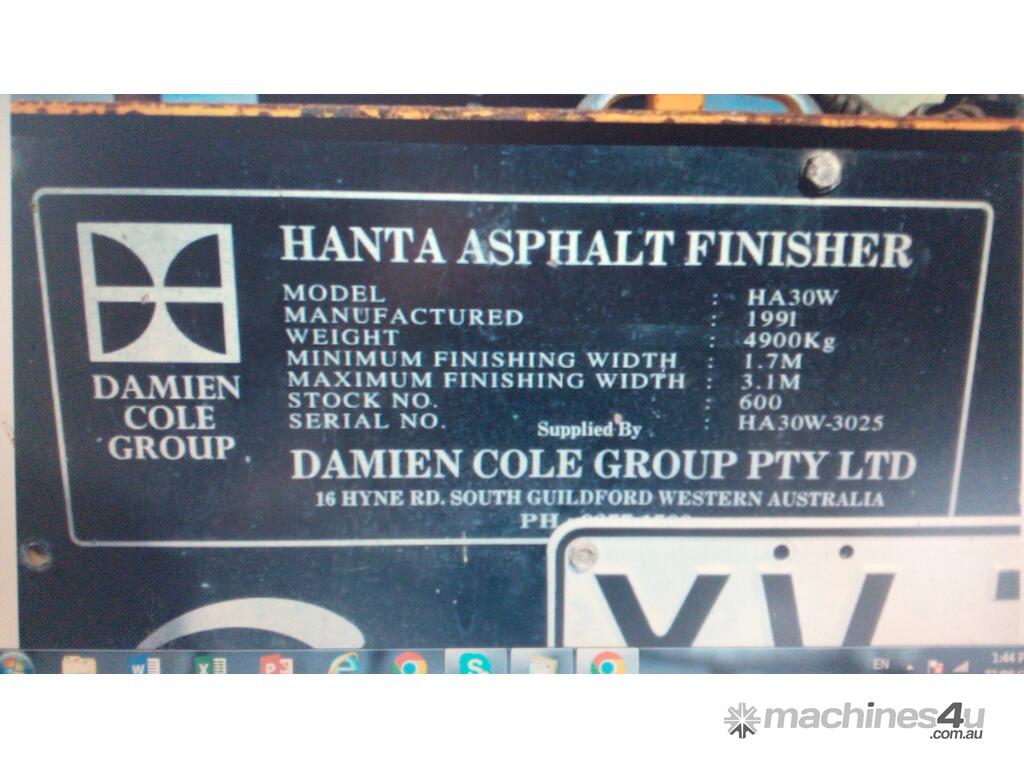 HANTA ASPHALT FINISHER
MODEL : HA30W
MANUFACTURED : 1991
WEIGHT : 4900Kg
MINIMUM FINISHING WIDTH : 1.7M
MAXIMUM FINISHING WIDTH : 3.1M
STOCK NO. : 600
SERIAL NO. : HA30W-3025
DAMIEN
COLE
GROUP
Supplied By
DAMIEN COLE GROUP PTY LTD
16 HYNE RD. SOUTH GUILDFORD WESTERN AUSTRALIA
PH
XV
EN
1:44
machines4u
.com.au